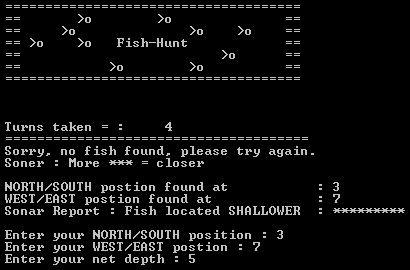 =====================================
==       >o        >o              ==
==     >o              >o    >o    ==
== >o    >o   Fish-Hunt            ==
==                         >o      ==
==           >o        >o          ==
=====================================
Turns taken = :     4
======================================
Sorry, no fish found, please try again.
Soner : More *** = closer
NORTH/SOUTH postion found at           : 3
WEST/EAST postion found at             : 7
Sonar Report : Fish located SHALLOWER  : *********
Enter your NORTH/SOUTH position : 3
Enter your WEST/EAST postion : 7
Enter your net depth : 5